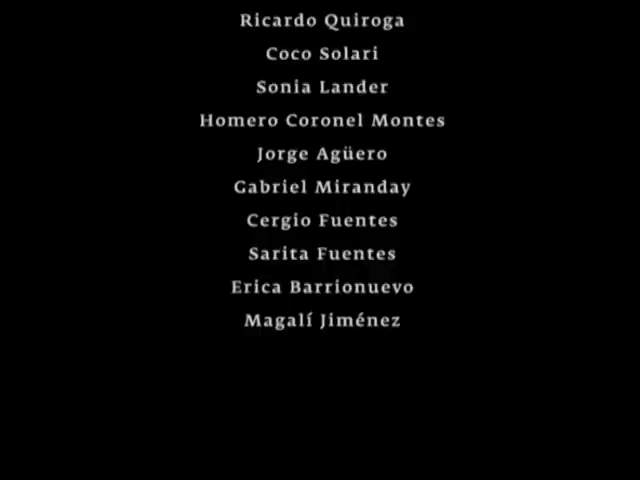 Ricardo Quiroga
Coco Solari
Sonia Lander
Homero Coronel Montes
Jorge Agüero
Gabriel Miranday
Cergio Fuentes
Sarita Fuentes
Erica Barrionuevo
Magalí Jiménez